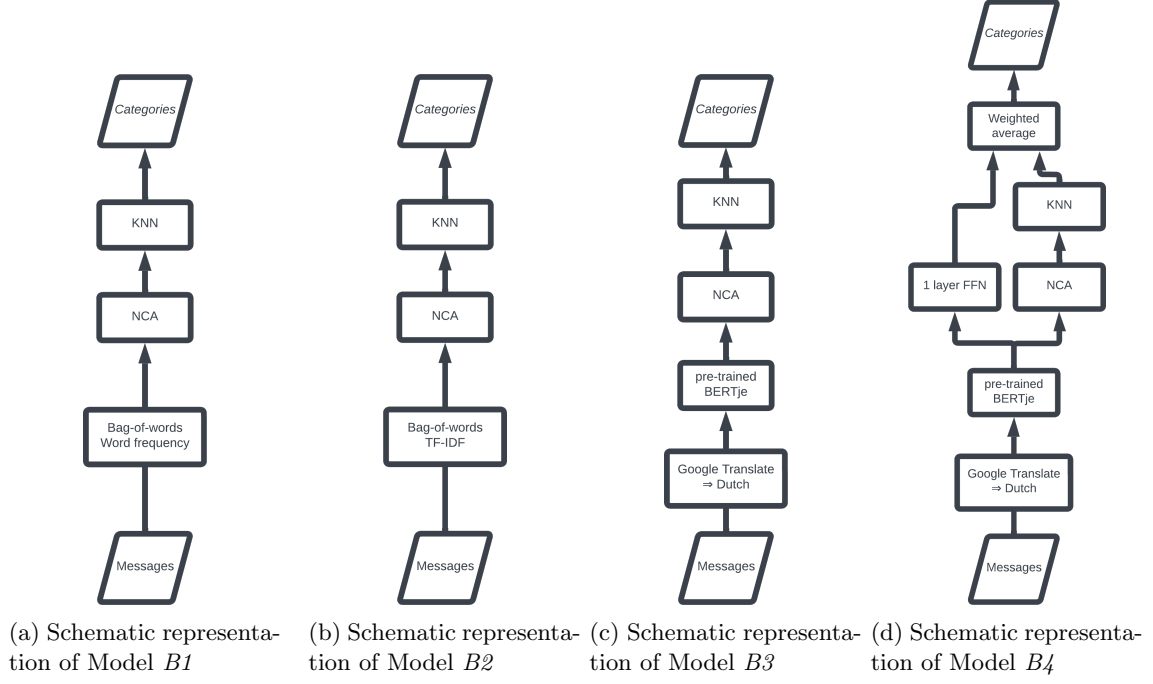 Categories
KNN
NCA
Bag-of-words
Word frequency
Messages
(a) Schematic representa-
tion of Model B1
Categories
KNN
NCA
Bag-of-words
TF-IDF
Messages
(b) Schematic representa-
tion of Model B2
Categories
KNN
NCA
pre-trained
BERTje
Google Translate
⇒ Dutch
Messages
(c) Schematic representa-
tion of Model B3
Categories
Weighted
average
KNN
1 layer FFN
NCA
pre-trained
BERTje
Google Translate
⇒ Dutch
Messages
(d) Schematic representa-
tion of Model B4